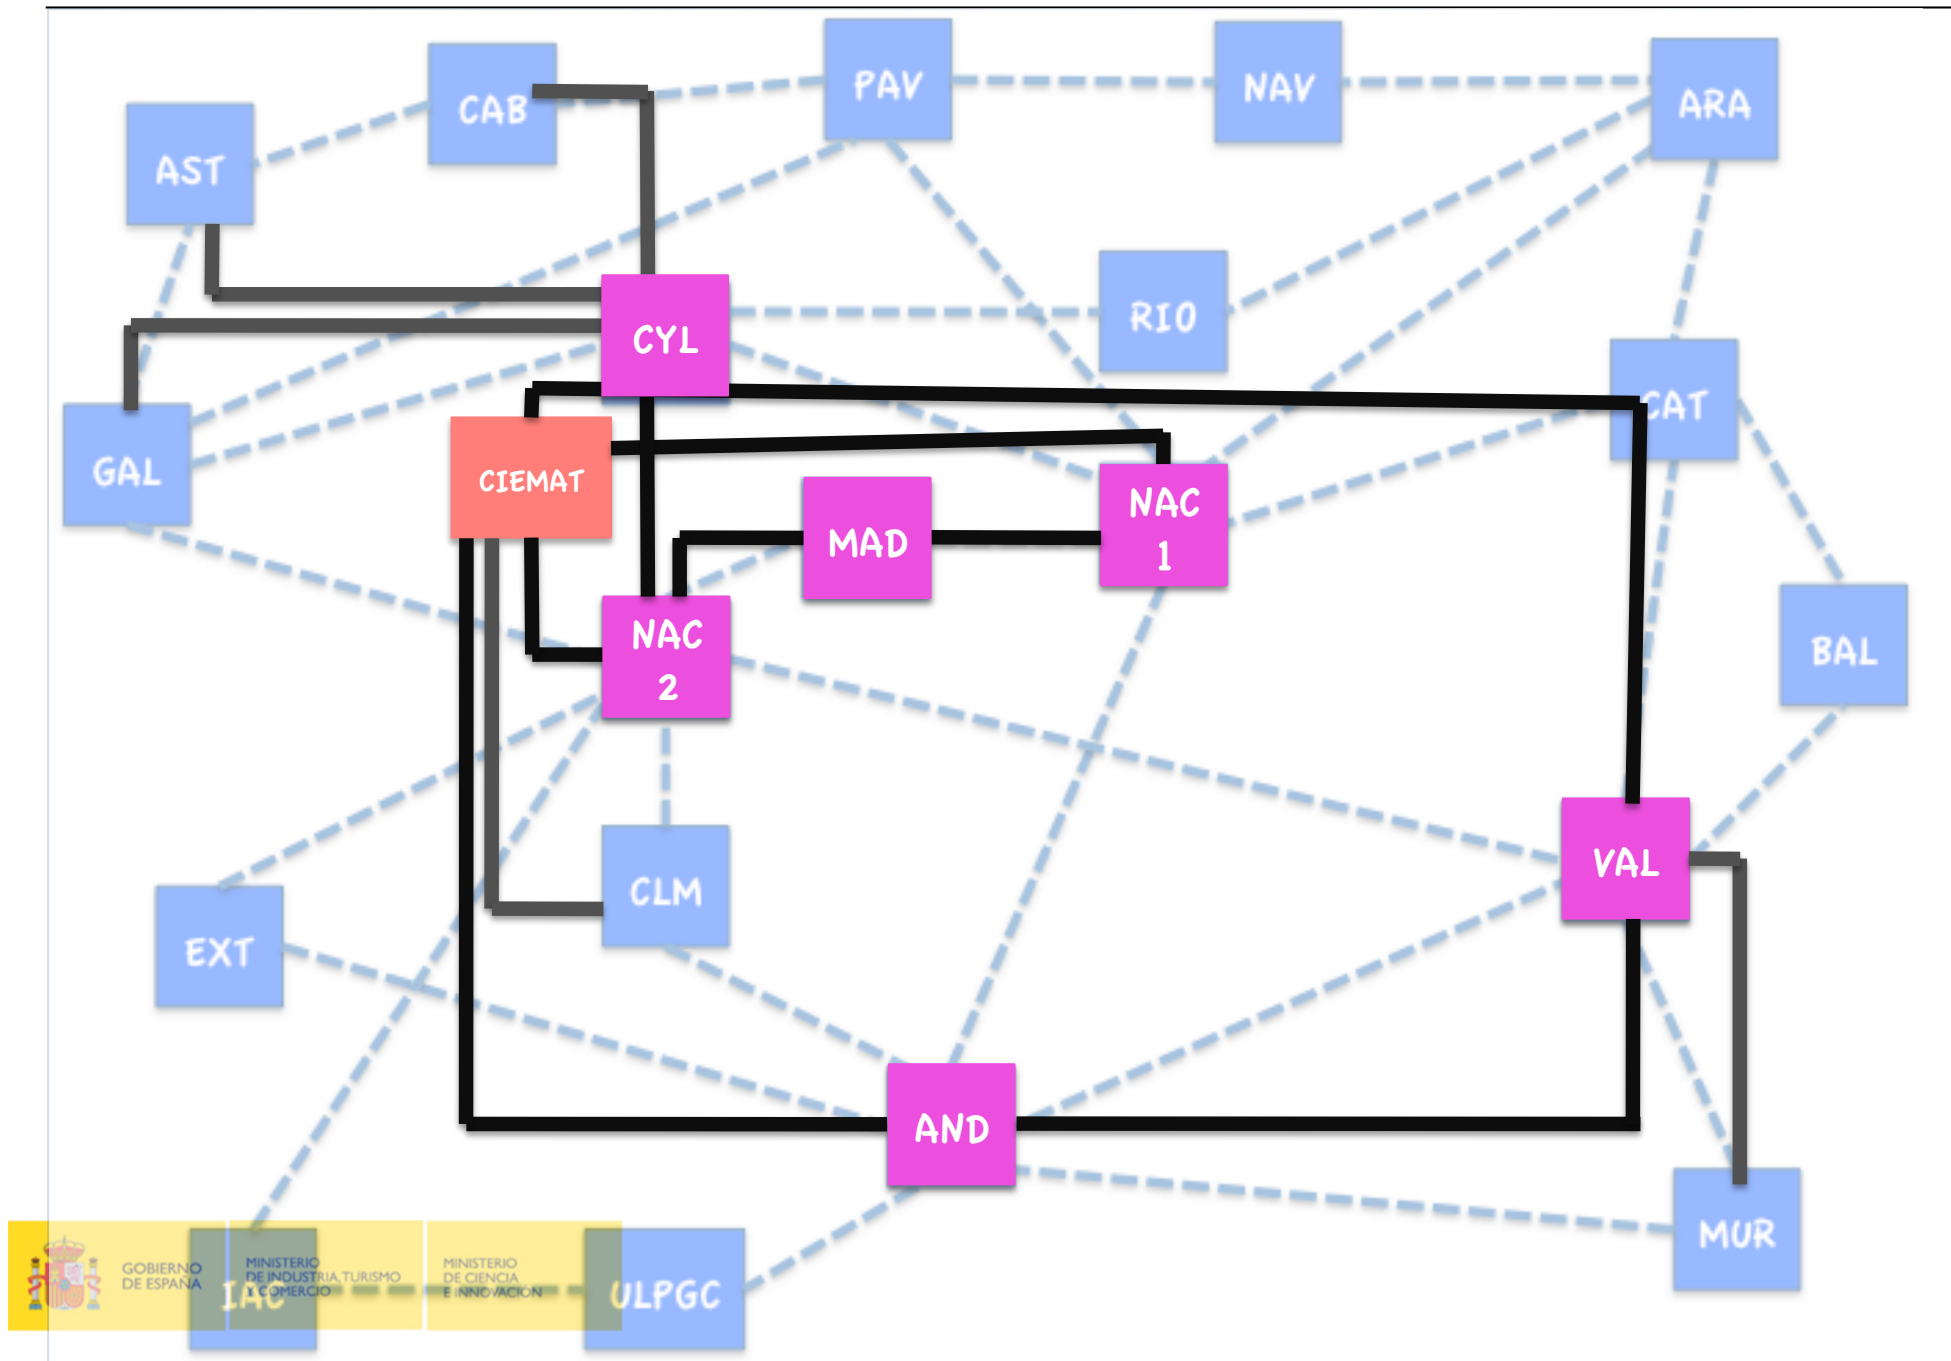 CAB
PAV
NAV
ARA
AST
RIO
CYL
CAT
GAL
CIEMAT
MAD
NAC
1
NAC
2
BAL
VAL
CLM
EXT
AND
MUR
GOBIERNO
DE ESPAÑA
MINISTERIO
DE INDUSTRIA, TURISMO
Y COMERCIO
MINISTERIO
DE CIENCIA
E INNOVACIÓN
IAC
ULPGC